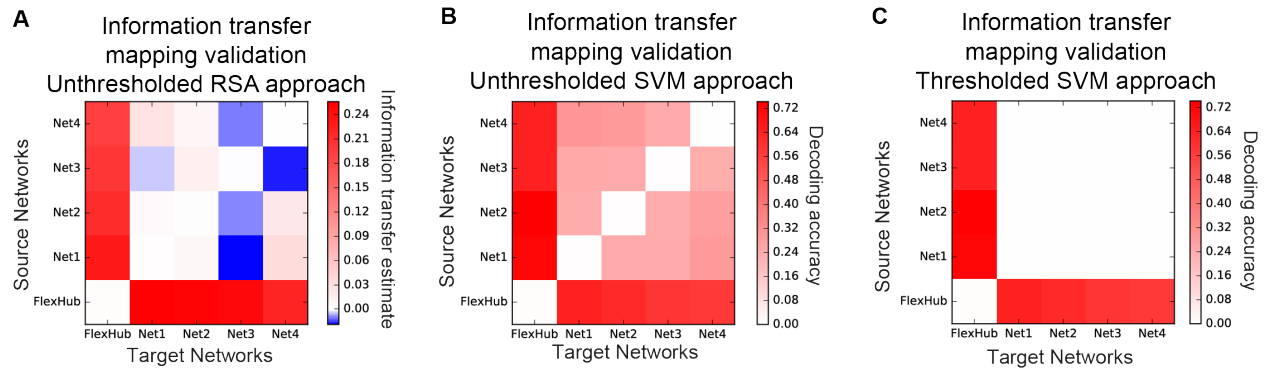 A
Information transfer
mapping validation
Unthresholded RSA approach
Source Networks
Net4
Net3
Net2
Net1
FlexHub
FlexHub Net1 Net2 Net3 Net4
Target Networks
0.24
0.21
0.18
0.15
0.12
0.09
0.06
0.03
0.00
Information transfer estimate
B
Information transfer
mapping validation
Unthresholded SVM approach
Source Networks
Net4
Net3
Net2
Net1
FlexHub
FlexHub Net1 Net2 Net3 Net4
Target Networks
0.72
0.64
0.56
0.48
0.40
0.32
0.24
0.16
0.08
0.00
Decoding accuracy
C
Information transfer
mapping validation
Thresholded SVM approach
Source Networks
Net4
Net3
Net2
Net1
FlexHub
FlexHub Net1 Net2 Net3 Net4
Target Networks
0.72
0.64
0.56
0.48
0.40
0.32
0.24
0.16
0.08
0.00
Decoding accuracy